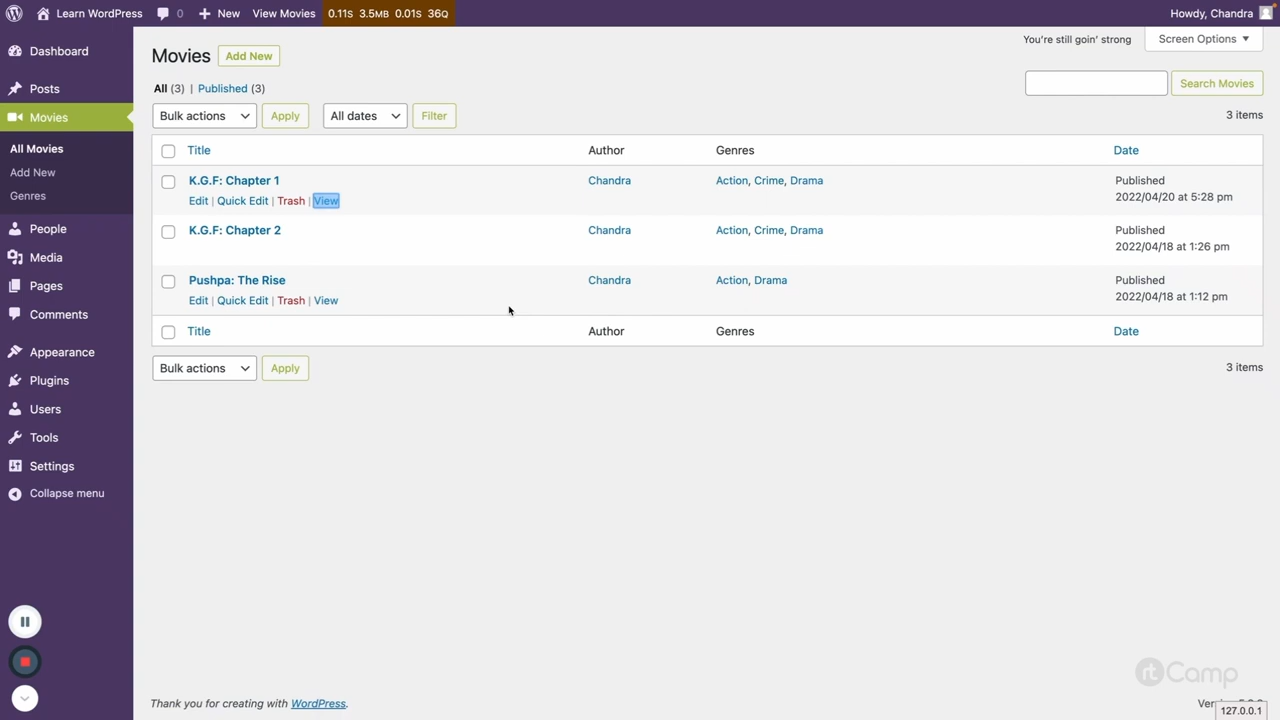 Learn WordPress 0 New View Movies 0.11S 3.5MB 0.01S 36Q Howdy, Chandra
Dashboard
Posts
Movies
All Movies
Add New
Genres
People
Media
Pages
Comments
Appearance
Plugins
Users
Tools
Settings
Collapse menu
You're still goin' strong Screen Options ▼
Movies Add New
All (3) | Published (3)
Search Movies
Bulk actions Apply All dates Filter 3 items
Title Author Genres Date
K.G.F: Chapter 1 Chandra Action, Crime, Drama Published
Edit | Quick Edit | Trash | View 2022/04/20 at 5:28 pm
K.G.F: Chapter 2 Chandra Action, Crime, Drama Published
2022/04/18 at 1:26 pm
Pushpa: The Rise Chandra Action, Drama Published
Edit | Quick Edit | Trash | View 2022/04/18 at 1:12 pm
Title Author Genres Date
Bulk actions Apply 3 items
rtCamp
Thank you for creating with WordPress.
127.0.0.1